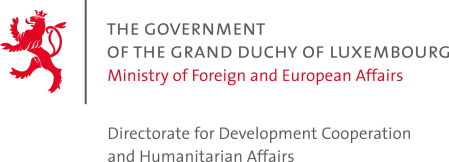 THE GOVERNMENT
OF THE GRAND DUCHY OF LUXEMBOURG
Ministry of Foreign and European Affairs
Directorate for Development Cooperation
and Humanitarian Affairs